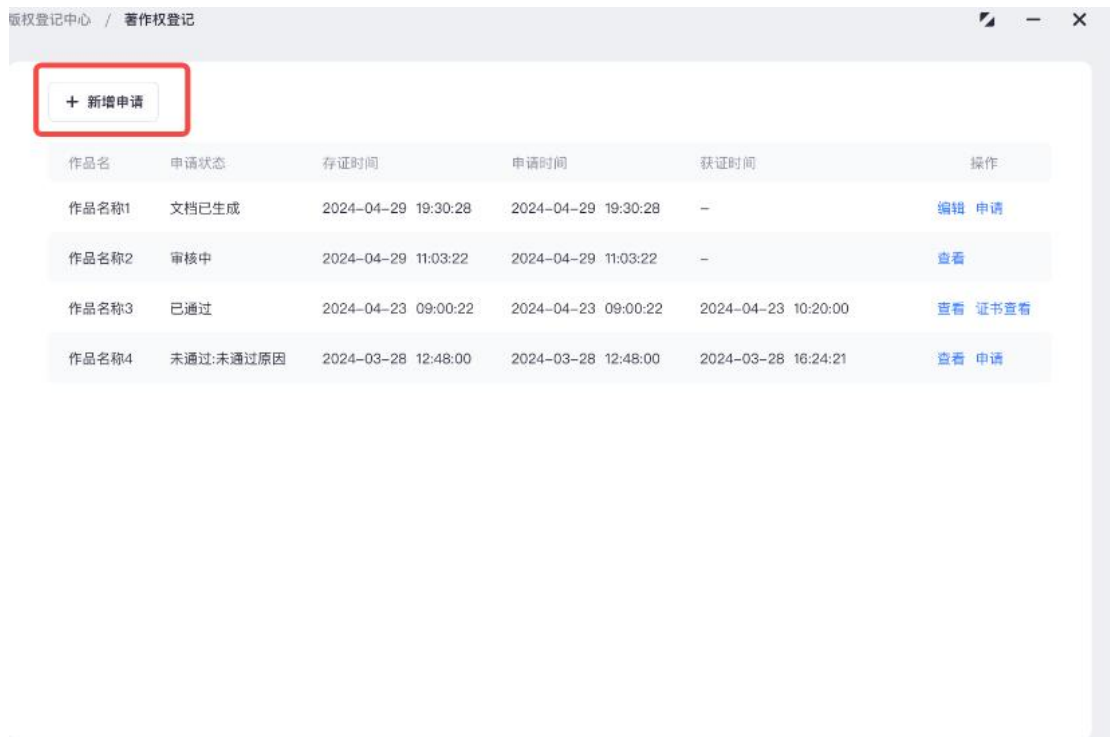 版权登记中心 / 著作权登记
+ 新增申请
作品名 申请状态 存证时间 申请时间 获证时间 操作
作品名称1 文档已生成 2024-04-29 19:30:28 2024-04-29 19:30:28 - 编辑 申请
作品名称2 审核中 2024-04-29 11:03:22 2024-04-29 11:03:22 - 查看
作品名称3 已通过 2024-04-23 09:00:22 2024-04-23 09:00:22 2024-04-23 10:20:00 查看 证书查看
作品名称4 未通过:未通过原因 2024-03-28 12:48:00 2024-03-28 12:48:00 2024-03-28 16:24:21 查看 申请